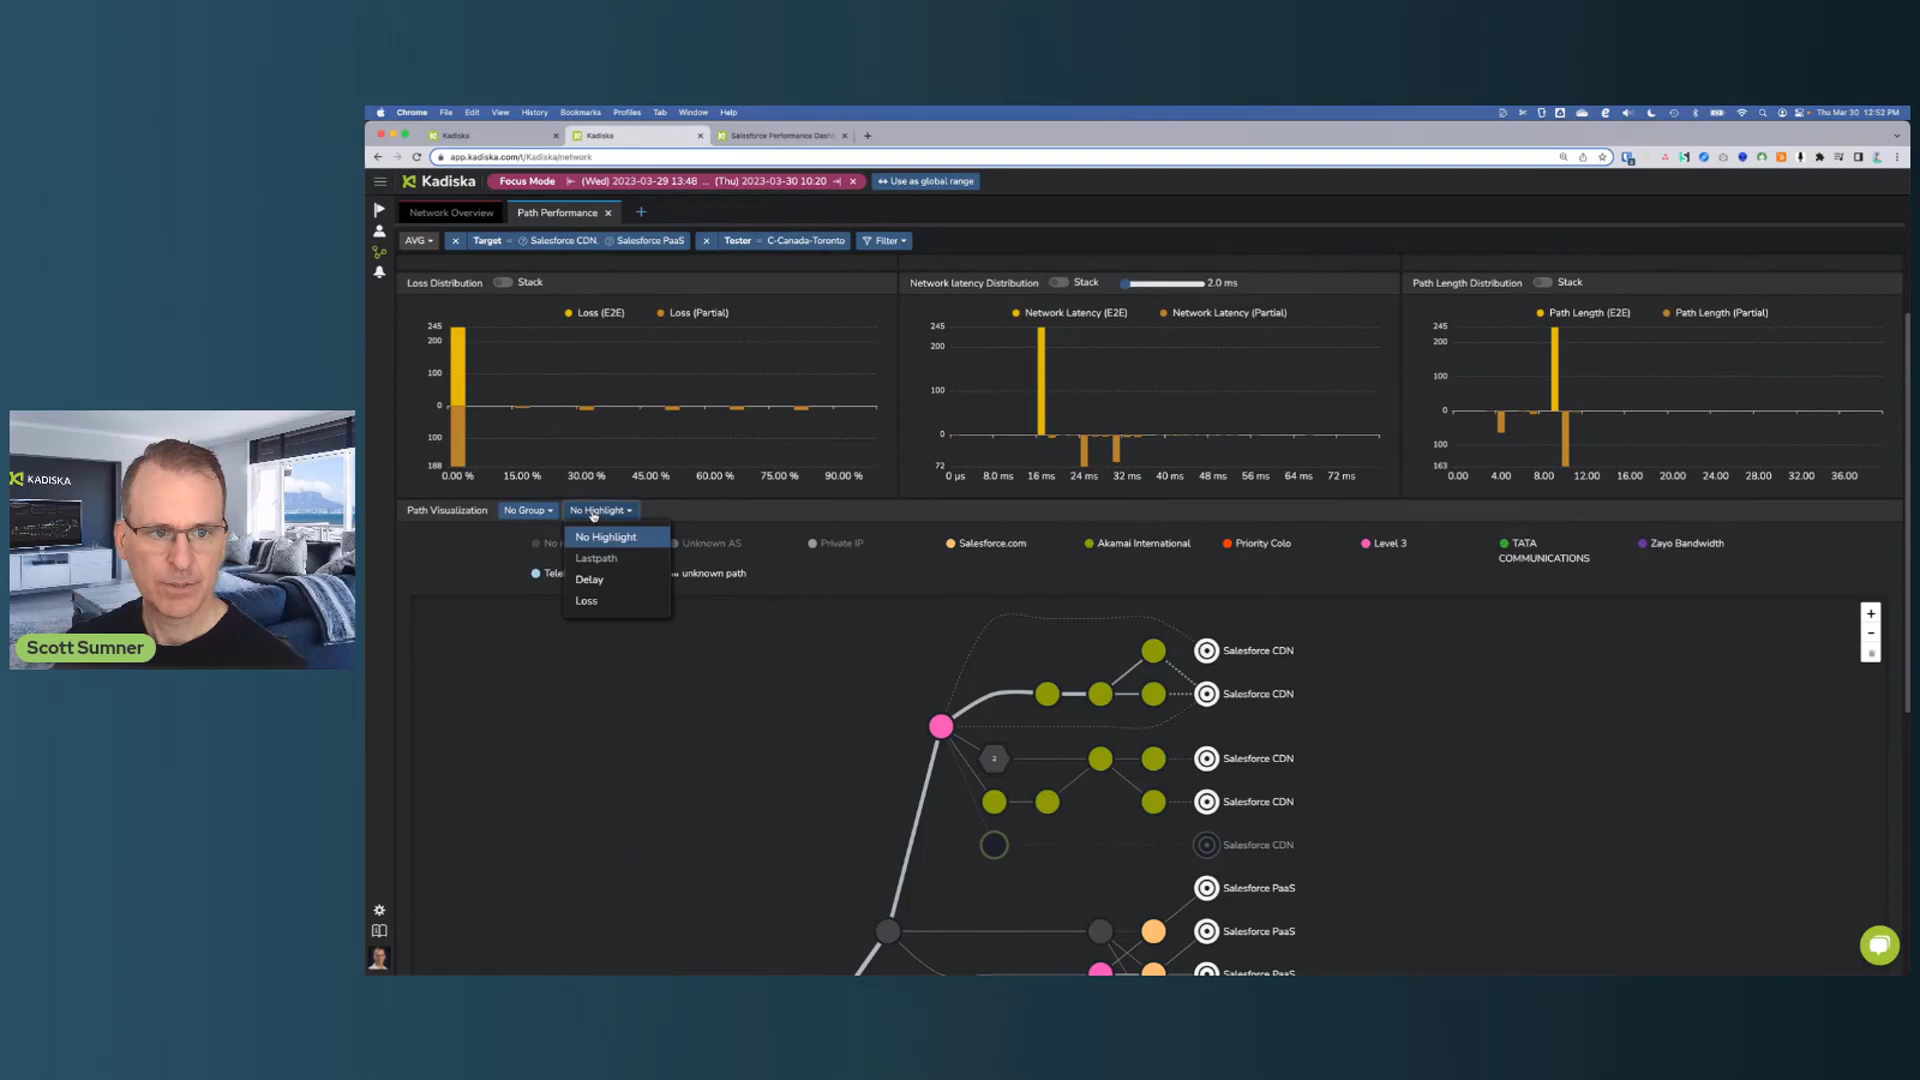 Chrome File Edit View History Bookmarks Profiles Tab Window Help Thu Mar 30 12:52 PM
Kadiska Kadiska Salesforce Performance Dashb
app.kadiska.com/t/Kadiska/network
Kadiska Focus Mode (Wed) 2023-03-29 13:48 ... (Thu) 2023-03-30 10:20 Use as global range
Network Overview Path Performance
AVG Target = Salesforce CDN, Salesforce PaaS Tester = C-Canada-Toronto Filter
Loss Distribution Stack
Loss (E2E) Loss (Partial)
245
200
100
0
100
188
0.00 % 15.00 % 30.00 % 45.00 % 60.00 % 75.00 % 90.00 %
Network latency Distribution Stack 2.0 ms
Network Latency (E2E) Network Latency (Partial)
245
200
100
0
72
0 µs 8.0 ms 16 ms 24 ms 32 ms 40 ms 48 ms 56 ms 64 ms 72 ms
Path Length Distribution Stack
Path Length (E2E) Path Length (Partial)
245
200
100
0
100
163
0.00 4.00 8.00 12.00 16.00 20.00 24.00 28.00 32.00 36.00
Path Visualization No Group No Highlight
No Highlight
Lastpath
Delay
Loss
Unknown AS Private IP Salesforce.com Akamai International Priority Colo Level 3 TATA COMMUNICATIONS Zayo Bandwidth
unknown path
+
-
Salesforce CDN
Salesforce CDN
2
Salesforce CDN
Salesforce CDN
Salesforce CDN
Salesforce PaaS
Salesforce PaaS
Salesforce PaaS
KADISKA
Scott Sumner